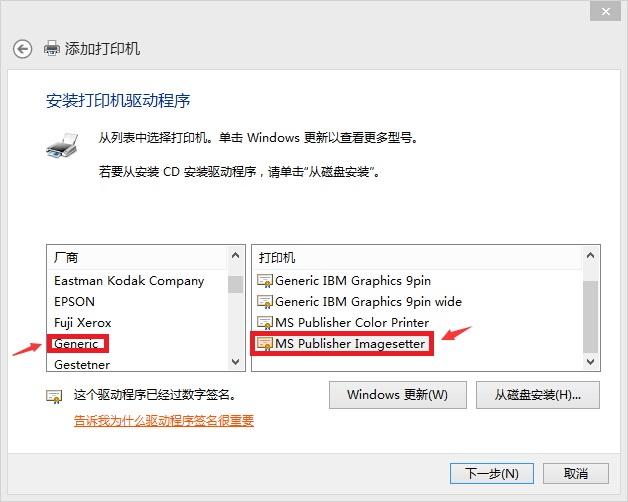 添加打印机
安装打印机驱动程序
从列表中选择打印机。单击 Windows 更新以查看更多型号。
若要从安装 CD 安装驱动程序，请单击“从磁盘安装”。
厂商
Eastman Kodak Company
EPSON
Fuji Xerox
Generic
Gestetner
打印机
Generic IBM Graphics 9pin
Generic IBM Graphics 9pin wide
MS Publisher Color Printer
MS Publisher Imagesetter
这个驱动程序已经过数字签名。
告诉我为什么驱动程序签名很重要
Windows 更新(W)
从磁盘安装(H)...
下一步(N)
取消